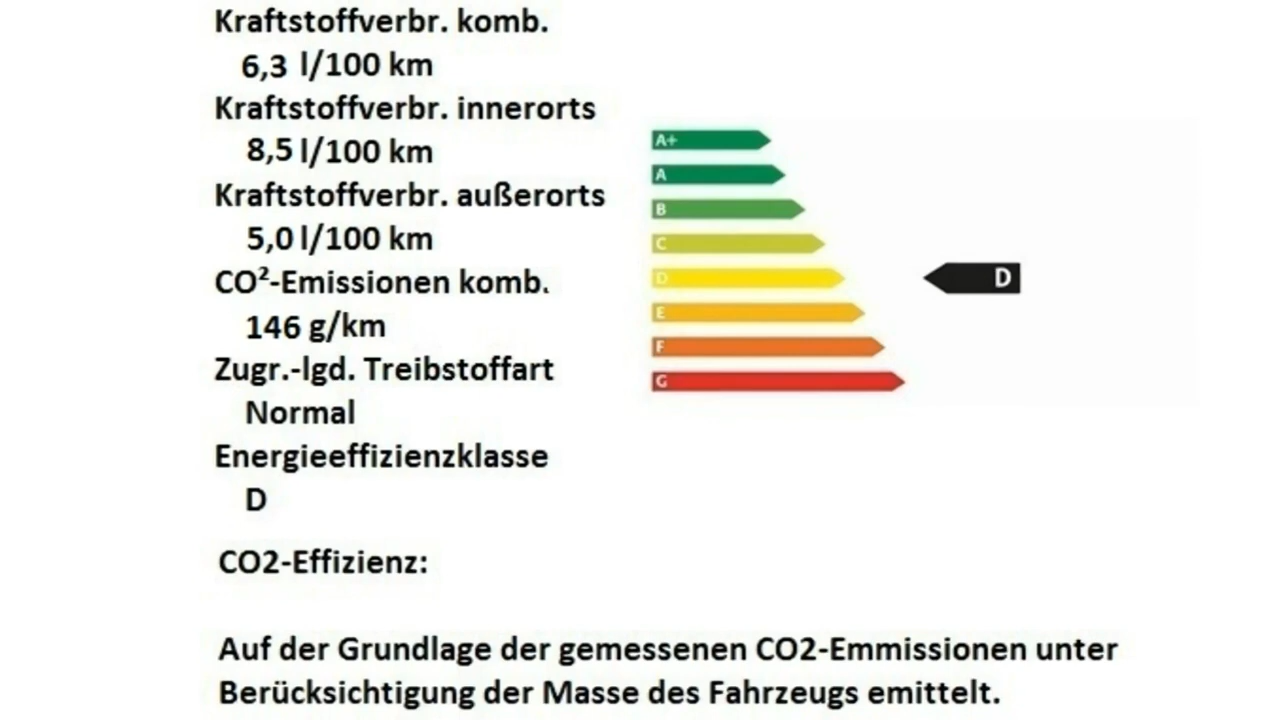 Kraftstoffverbr. komb.
6,3 l/100 km
Kraftstoffverbr. innerorts
8,5 l/100 km
Kraftstoffverbr. außerorts
5,0 l/100 km
CO²-Emissionen komb.
146 g/km
Zugr.-lgd. Treibstoffart
Normal
Energieeffizienzklasse
D
A+
A
B
C
D
D
E
F
G
CO2-Effizienz:
Auf der Grundlage der gemessenen CO2-Emmissionen unter
Berücksichtigung der Masse des Fahrzeugs emittelt.